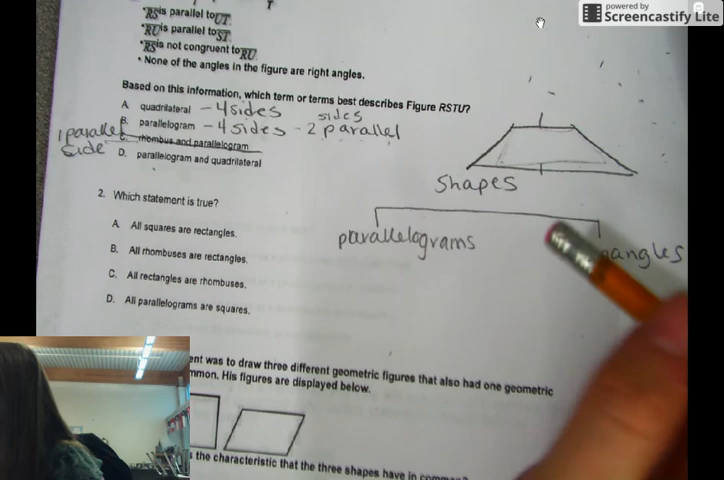 powered by
Screencastify Lite
T
• RS is parallel to UT
• RU is parallel to ST
• RS is not congruent to RU
• None of the angles in the figure are right angles.
Based on this information, which term or terms best describes Figure RSTU?
A. quadrilateral - 4 sides
B. parallelogram - 4 sides - 2 parallel sides
1 parallel side
C. rhombus and parallelogram
D. parallelogram and quadrilateral
shapes
parallelograms
angles
2. Which statement is true?
A. All squares are rectangles.
B. All rhombuses are rectangles.
C. All rectangles are rhombuses.
D. All parallelograms are squares.
ent was to draw three different geometric figures that also had one geometric
mmon. His figures are displayed below.
s the characteristic that the three shapes have in common?